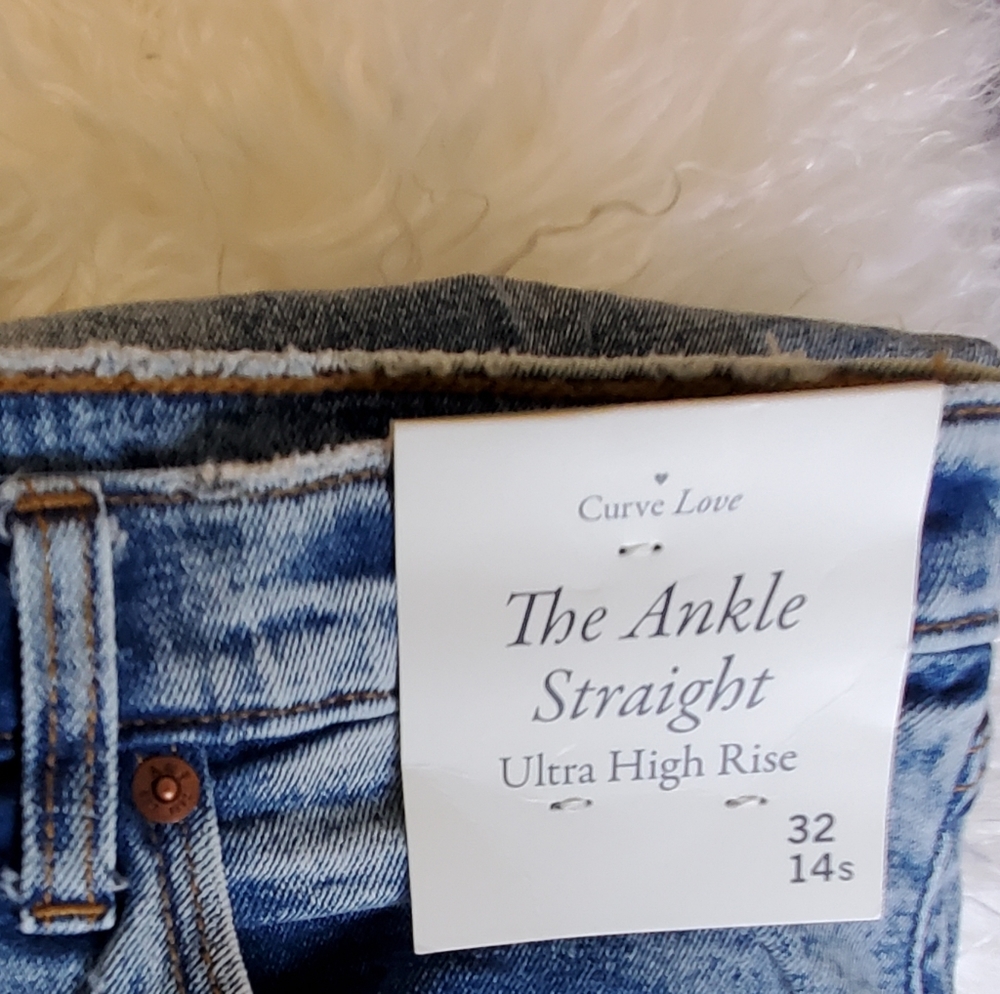 Curve Love
The Ankle
Straight
Ultra High Rise
32
14s